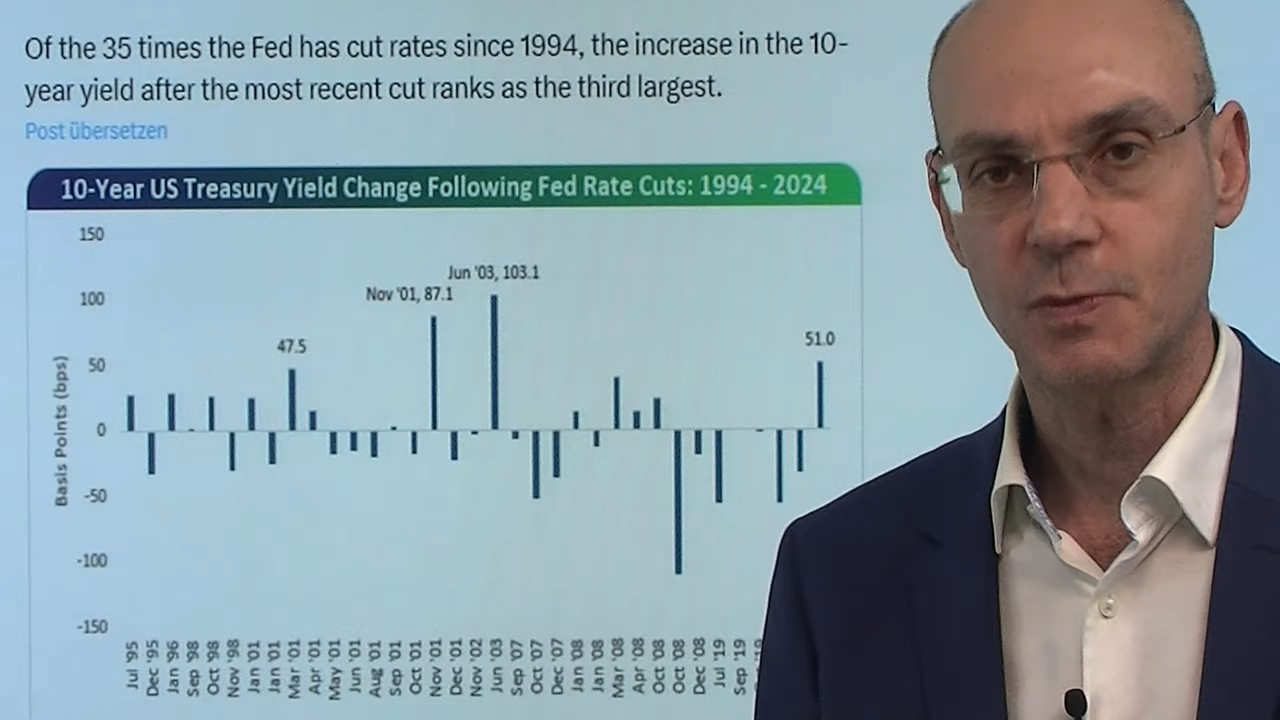 Of the 35 times the Fed has cut rates since 1994, the increase in the 10-
year yield after the most recent cut ranks as the third largest.
Post übersetzen
10-Year US Treasury Yield Change Following Fed Rate Cuts: 1994 - 2024
150
100
50
0
-50
-100
-150
Basis Points (bps)
47.5
Nov '01, 87.1
Jun '03, 103.1
51.0
Jul '95
Dec '95
Jan '96
Sep '98
Oct '98
Nov '98
Jan '01
Jan '01
Mar '01
Apr '01
May '01
Jun '01
Aug '01
Sep '01
Oct '01
Nov '01
Dec '01
Nov '02
Jun '03
Sep '07
Oct '07
Dec '07
Jan '08
Jan '08
Mar '08
Apr '08
Oct '08
Oct '08
Dec '08
Jul '19
Sep '19